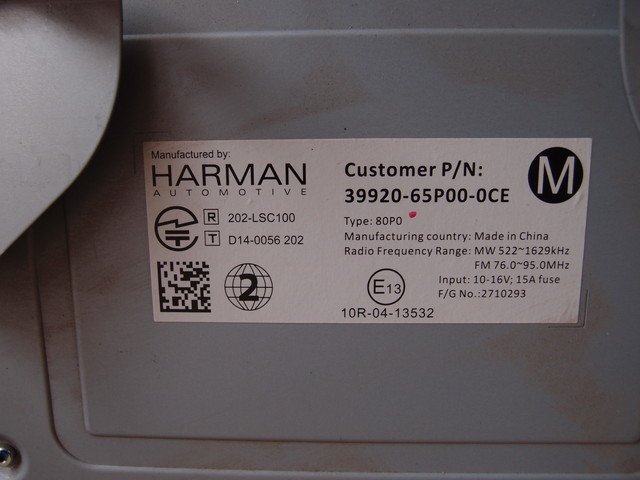 Manufactured by:
HARMAN
AUTOMOTIVE
R 202-LSC100
T D14-0056 202
2
Customer P/N:
39920-65P00-0CE
M
Type: 80P0
Manufacturing country: Made in China
Radio Frequency Range: MW 522~1629kHz
FM 76.0~95.0MHz
Input: 10-16V; 15A fuse
F/G No.:2710293
E13
10R-04-13532